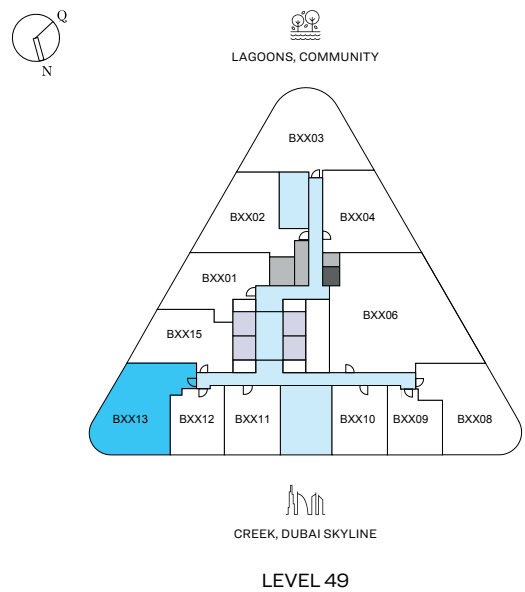 Q
N
LAGOONS, COMMUNITY
BXX03
BXX02
BXX04
BXX01
BXX06
BXX15
BXX13
BXX12
BXX11
BXX10
BXX09
BXX08
CREEK, DUBAI SKYLINE
LEVEL 49